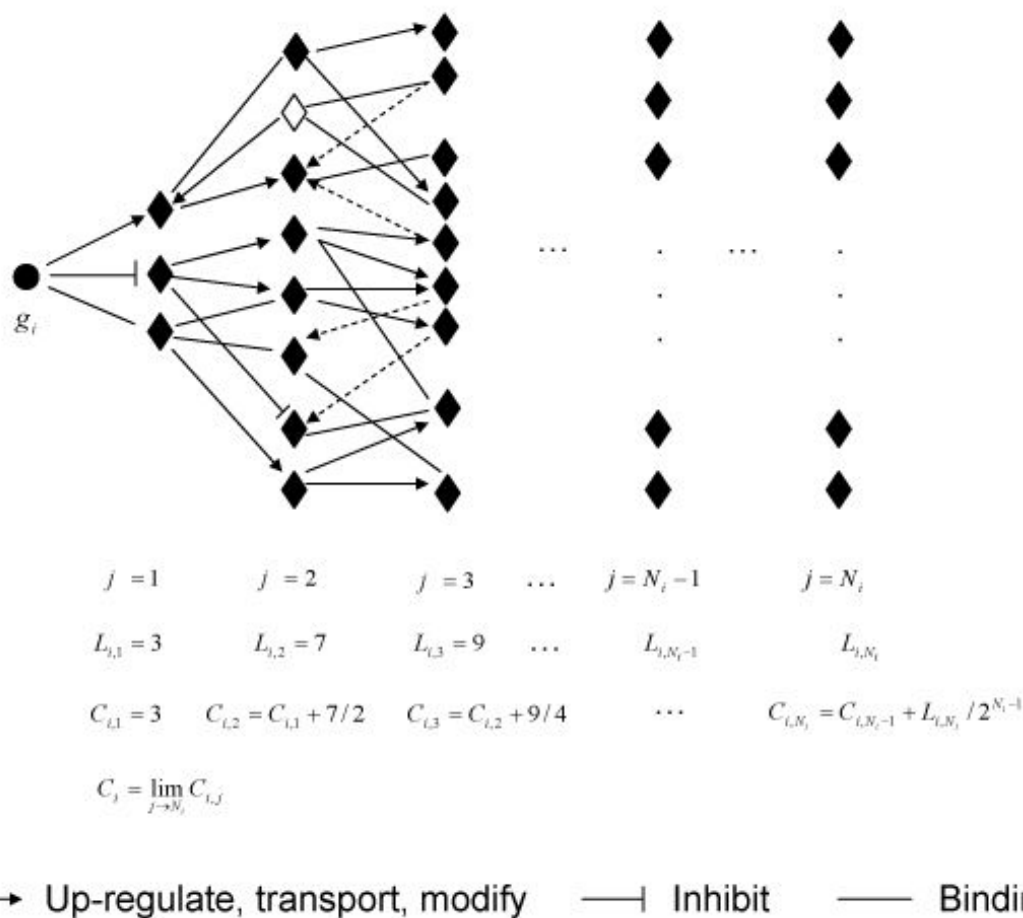 g_i
... ...
j = 1 j = 2 j = 3 ... j = N_i − 1 j = N_i
L_{i,1} = 3 L_{i,2} = 7 L_{i,3} = 9 ... L_{i,N_i−1} L_{i,N_i}
C_{i,1} = 3 C_{i,2} = C_{i,1} + 7/2 C_{i,3} = C_{i,2} + 9/4 ... C_{i,N_i} = C_{i,N_i−1} + L_{i,N_i} / 2^{N_i−1}
C_i = lim_{j→N_i} C_{i,j}
Up-regulate, transport, modify Inhibit Bindi